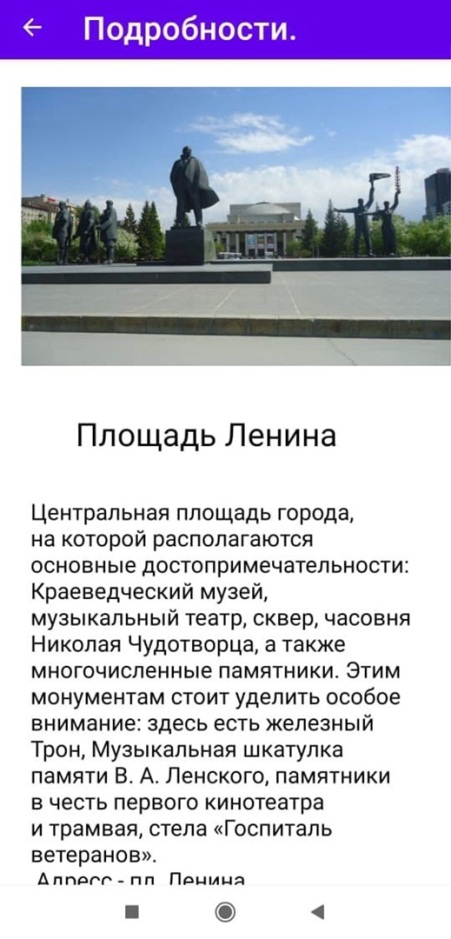 Подробности.
Площадь Ленина
Центральная площадь города,
на которой располагаются
основные достопримечательности:
Краеведческий музей,
музыкальный театр, сквер, часовня
Николая Чудотворца, а также
многочисленные памятники. Этим
монументам стоит уделить особое
внимание: здесь есть железный
Трон, Музыкальная шкатулка
памяти В. А. Ленского, памятники
в честь первого кинотеатра
и трамвая, стела «Госпиталь
ветеранов».
Адресс - пл. Ленина